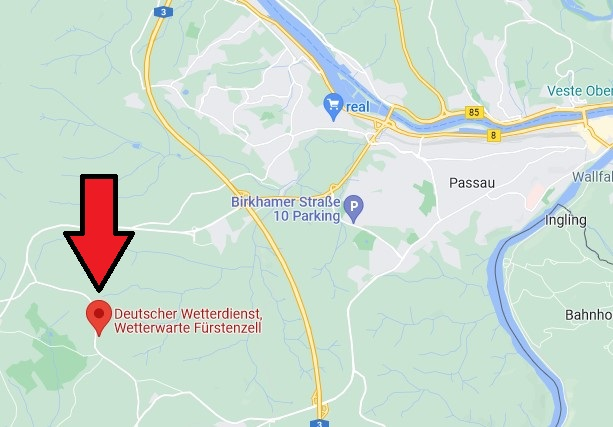 3
real
85
Veste Ober
8
Passau
Wallfa
Birkhamer Straße
10 Parking
P
Ingling
Deutscher Wetterdienst,
Wetterwarte Fürstenzell
Bahnho
3